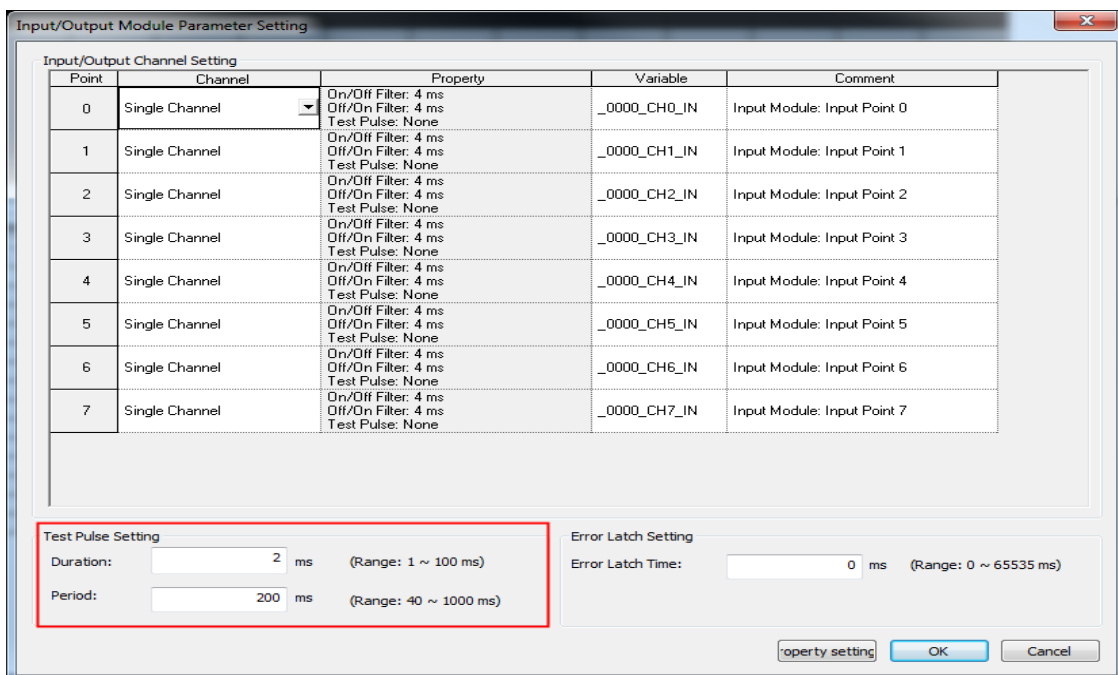 Input/Output Module Parameter Setting
Input/Output Channel Setting
Point Channel Property Variable Comment
0 Single Channel On/Off Filter: 4 ms _0000_CH0_IN Input Module: Input Point 0
Off/On Filter: 4 ms
Test Pulse: None
1 Single Channel On/Off Filter: 4 ms _0000_CH1_IN Input Module: Input Point 1
Off/On Filter: 4 ms
Test Pulse: None
2 Single Channel On/Off Filter: 4 ms _0000_CH2_IN Input Module: Input Point 2
Off/On Filter: 4 ms
Test Pulse: None
3 Single Channel On/Off Filter: 4 ms _0000_CH3_IN Input Module: Input Point 3
Off/On Filter: 4 ms
Test Pulse: None
4 Single Channel On/Off Filter: 4 ms _0000_CH4_IN Input Module: Input Point 4
Off/On Filter: 4 ms
Test Pulse: None
5 Single Channel On/Off Filter: 4 ms _0000_CH5_IN Input Module: Input Point 5
Off/On Filter: 4 ms
Test Pulse: None
6 Single Channel On/Off Filter: 4 ms _0000_CH6_IN Input Module: Input Point 6
Off/On Filter: 4 ms
Test Pulse: None
7 Single Channel On/Off Filter: 4 ms _0000_CH7_IN Input Module: Input Point 7
Off/On Filter: 4 ms
Test Pulse: None
Test Pulse Setting
Duration: 2 ms (Range: 1 ~ 100 ms)
Period: 200 ms (Range: 40 ~ 1000 ms)
Error Latch Setting
Error Latch Time: 0 ms (Range: 0 ~ 65535 ms)
roperty setting OK Cancel